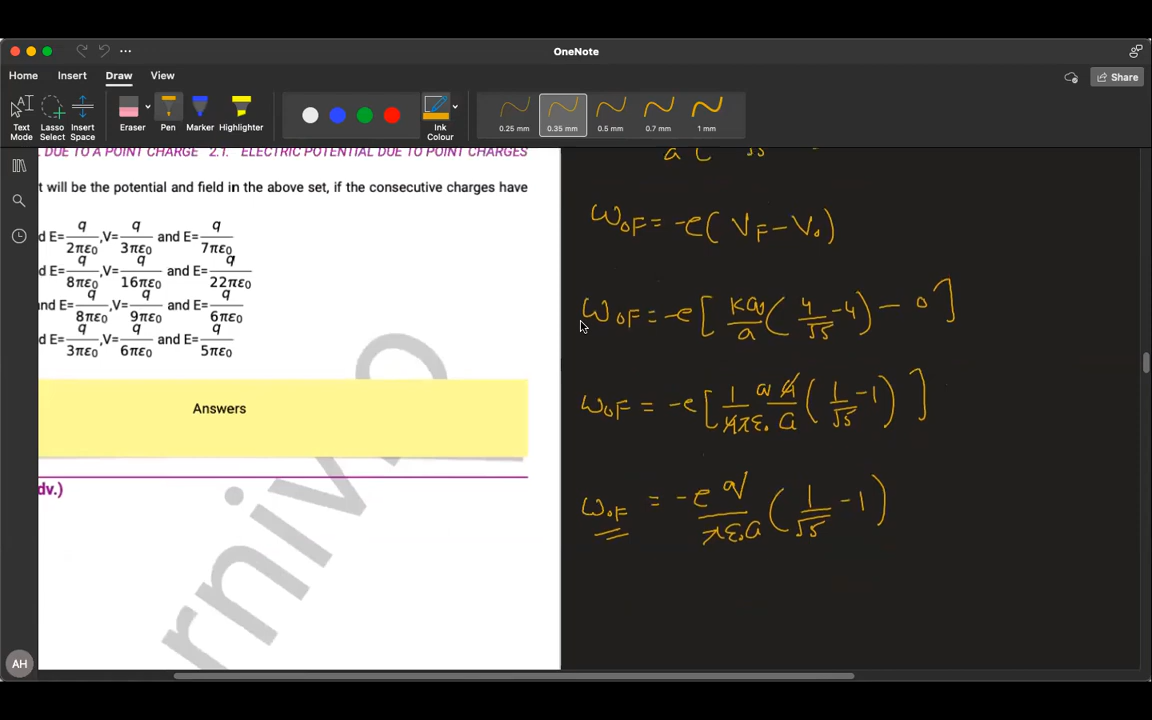 OneNote
Home Insert Draw View
Share
Text Mode
Lasso Select
Insert Space
Eraser
Pen
Marker
Highlighter
Ink Colour
0.25 mm
0.35 mm
0.5 mm
0.7 mm
1 mm
DUE TO A POINT CHARGE 2.1. ELECTRIC POTENTIAL DUE TO POINT CHARGES
t will be the potential and field in the above set, if the consecutive charges have
d E= q/2πε₀ ,V= q/3πε₀ and E= q/7πε₀
d E= q/8πε₀ ,V= q/16πε₀ and E= q/22πε₀
and E= q/8πε₀ ,V= q/9πε₀ and E= q/6πε₀
d E= q/3πε₀ ,V= q/6πε₀ and E= q/5πε₀
Answers
dv.)
rnivo
W₀F = -e( V_F - V₀)
W₀F = -e[ KQ/a ( 4/√5 - 4) - 0 ]
W₀F = -e[ 1/4πε₀ Q4/a ( 1/√5 - 1) ]
W₀F = -eQ/πε₀a ( 1/√5 - 1)
AH